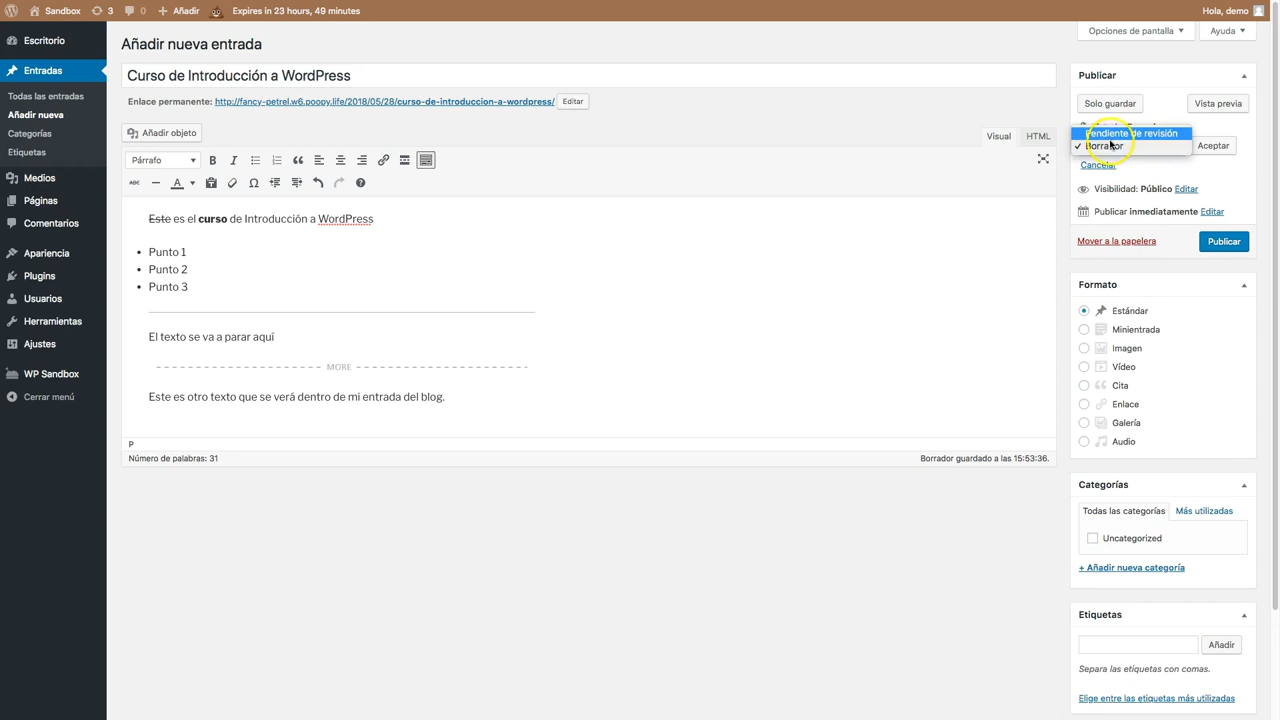 Sandbox 3 0 + Añadir Expires in 23 hours, 49 minutes Hola, demo
Escritorio
Entradas
Todas las entradas
Añadir nueva
Categorías
Etiquetas
Medios
Páginas
Comentarios
Apariencia
Plugins
Usuarios
Herramientas
Ajustes
WP Sandbox
Cerrar menú
Opciones de pantalla Ayuda
Añadir nueva entrada
Curso de Introducción a WordPress
Enlace permanente: http://fancy-petrel.w6.poopy.life/2018/05/28/curso-de-introduccion-a-wordpress/ Editar
Añadir objeto Visual HTML
Párrafo
Este es el curso de Introducción a WordPress
Punto 1
Punto 2
Punto 3
El texto se va a parar aquí
MORE
Este es otro texto que se verá dentro de mi entrada del blog.
P
Número de palabras: 31 Borrador guardado a las 15:53:36.
Publicar
Solo guardar Vista previa
Pendiente de revisión
Borrador Aceptar
Cancelar
Visibilidad: Público Editar
Publicar inmediatamente Editar
Mover a la papelera Publicar
Formato
Estándar
Minientrada
Imagen
Vídeo
Cita
Enlace
Galería
Audio
Categorías
Todas las categorías Más utilizadas
Uncategorized
+ Añadir nueva categoría
Etiquetas
Añadir
Separa las etiquetas con comas.
Elige entre las etiquetas más utilizadas